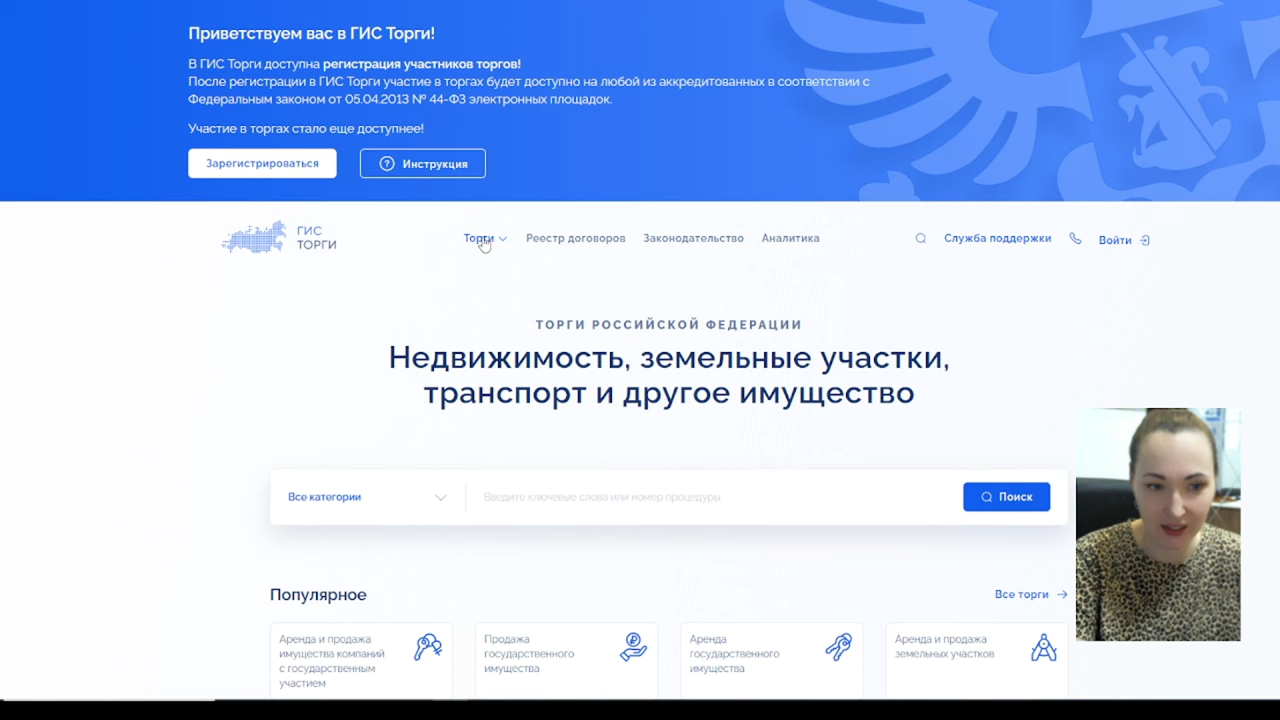 Приветствуем вас в ГИС Торги!
В ГИС Торги доступна регистрация участников торгов!
После регистрации в ГИС Торги участие в торгах будет доступно на любой из аккредитованных в соответствии с
Федеральным законом от 05.04.2013 № 44-ФЗ электронных площадок.
Участие в торгах стало еще доступнее!
Зарегистрироваться
? Инструкция
ГИС
ТОРГИ
Торги
Реестр договоров
Законодательство
Аналитика
Служба поддержки
Войти
ТОРГИ РОССИЙСКОЙ ФЕДЕРАЦИИ
Недвижимость, земельные участки,
транспорт и другое имущество
Все категории
Введите ключевые слова или номер процедуры
Поиск
Популярное
Все торги
Аренда и продажа
имущества компаний
с государственным
участием
Продажа
государственного
имущества
Аренда
государственного
имущества
Аренда и продажа
земельных участков